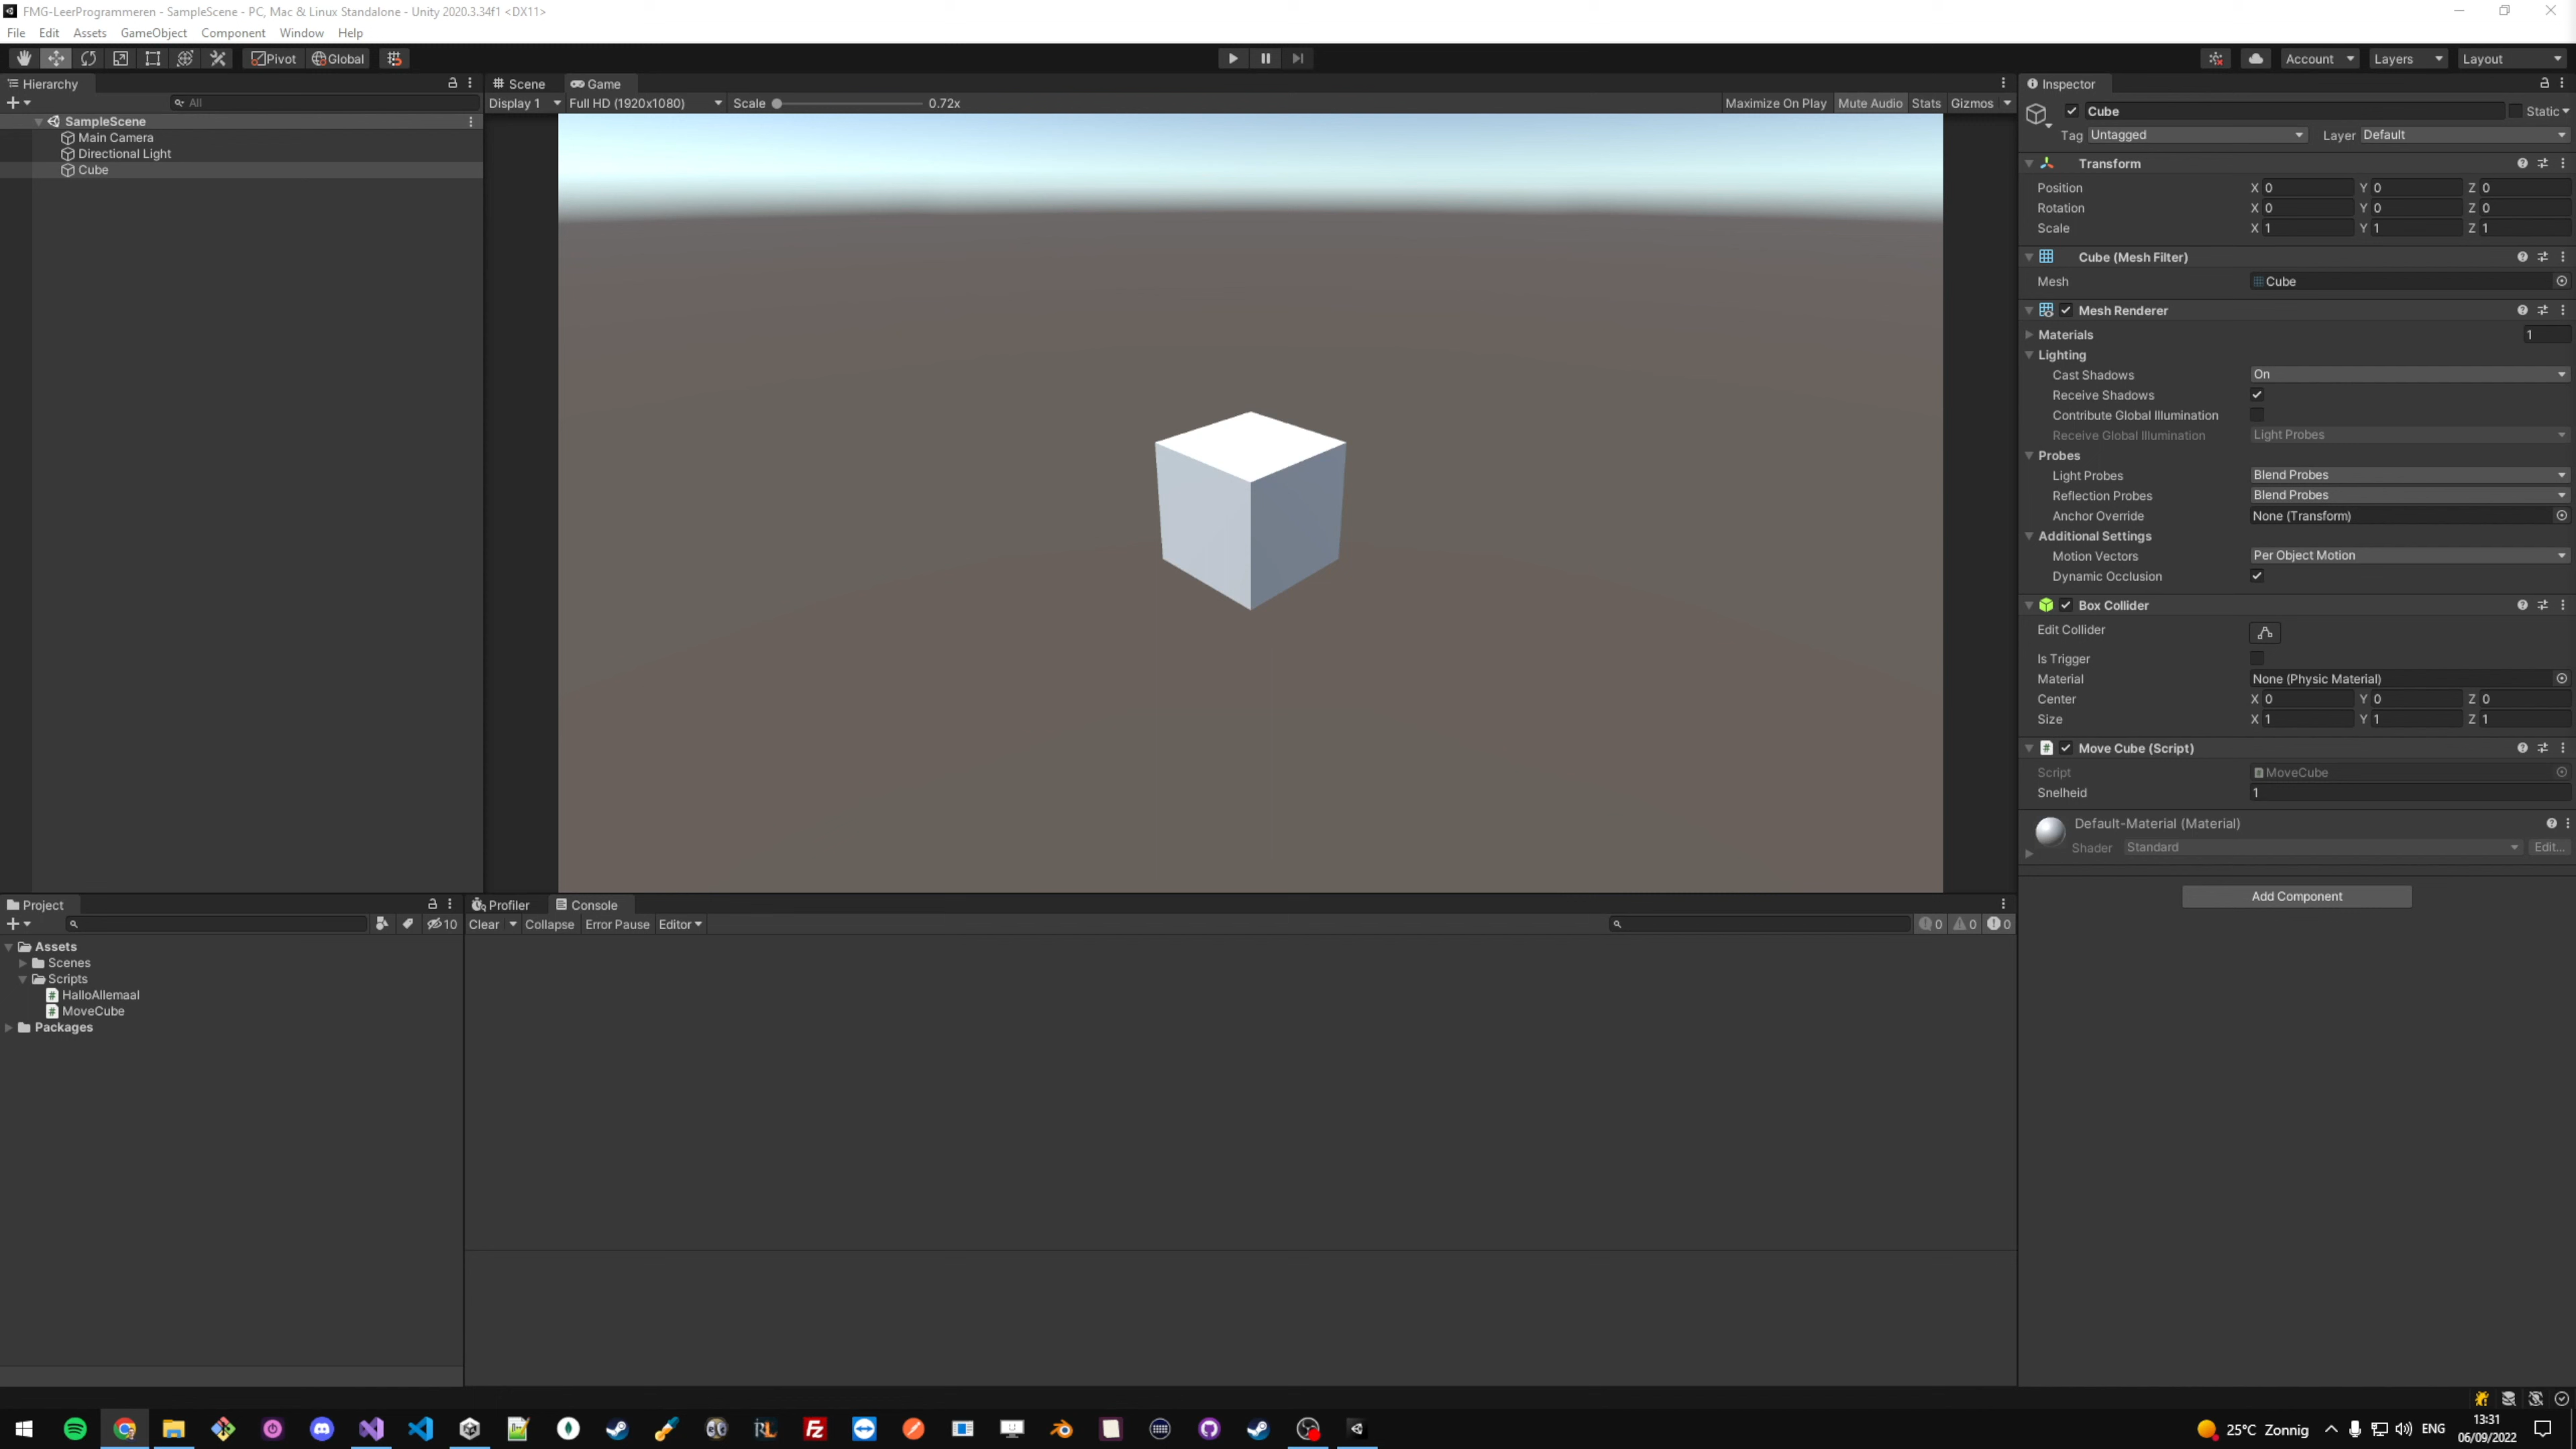 FMG-LeerProgrammeren - SampleScene - PC, Mac & Linux Standalone - Unity 2020.3.34f1 <DX11>
File Edit Assets GameObject Component Window Help
Pivot Global Account Layers Layout
Hierarchy
All
SampleScene
Main Camera
Directional Light
Cube
Scene Game
Display 1 Full HD (1920x1080) Scale 0.72x Maximize On Play Mute Audio Stats Gizmos
Inspector
Cube Static
Tag Untagged Layer Default
Transform
Position X 0 Y 0 Z 0
Rotation X 0 Y 0 Z 0
Scale X 1 Y 1 Z 1
Cube (Mesh Filter)
Mesh Cube
Mesh Renderer
Materials 1
Lighting
Cast Shadows On
Receive Shadows
Contribute Global Illumination
Receive Global Illumination Light Probes
Probes
Light Probes Blend Probes
Reflection Probes Blend Probes
Anchor Override None (Transform)
Additional Settings
Motion Vectors Per Object Motion
Dynamic Occlusion
Box Collider
Edit Collider
Is Trigger
Material None (Physic Material)
Center X 0 Y 0 Z 0
Size X 1 Y 1 Z 1
Move Cube (Script)
Script MoveCube
Snelheid 1
Default-Material (Material)
Shader Standard Edit...
Add Component
Project
10
Assets
Scenes
Scripts
HalloAllemaal
MoveCube
Packages
Profiler Console
Clear Collapse Error Pause Editor 0 0 0
25°C Zonnig ENG 13:31
06/09/2022